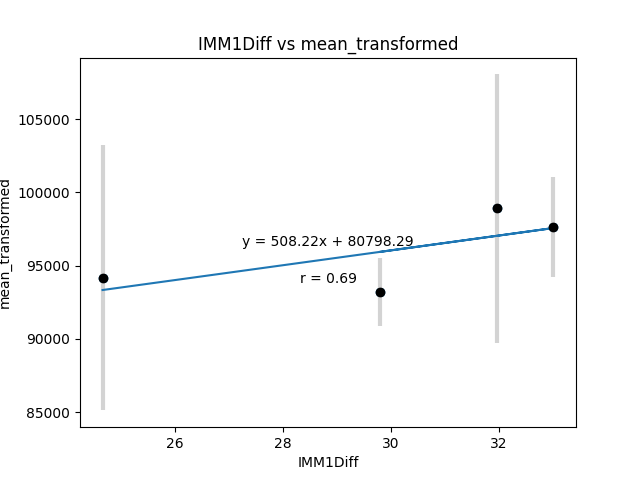 IMM1Diff vs mean_transformed
105000
100000
95000
90000
85000
mean_transformed
y = 508.22x + 80798.29
r = 0.69
26 28 30 32
IMM1Diff